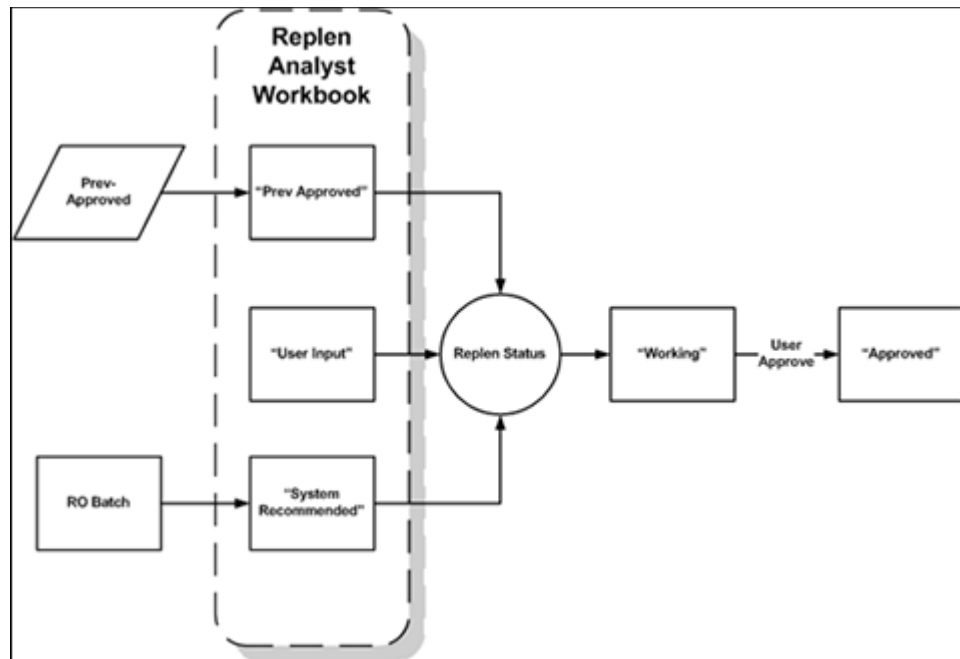 Replen
Analyst
Workbook
Prev-
Approved
“Prev Approved”
“User Input”
Replen Status
“Working”
User
Approve
“Approved”
RO Batch
“System
Recommended”